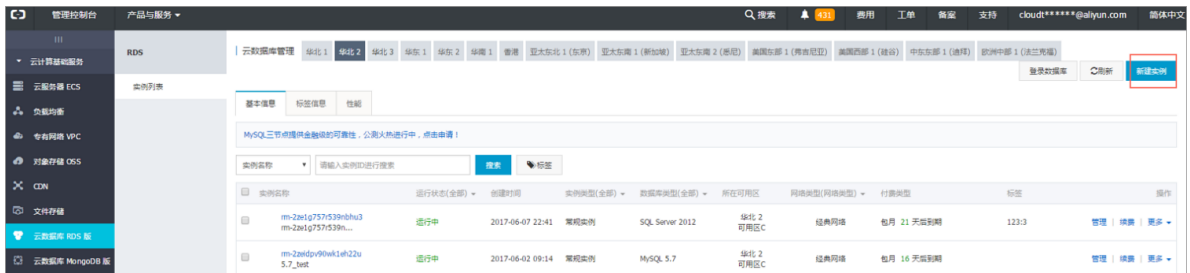 管理控制台 产品与服务 搜索 431 费用 工单 备案 支持 cloudt******@aliyun.com 简体中文
云计算基础服务
云服务器 ECS
负载均衡
专有网络 VPC
对象存储 OSS
CDN
文件存储
云数据库 RDS 版
云数据库 MongoDB 版
RDS
实例列表
云数据库管理 华北 1 华北 2 华北 3 华东 1 华东 2 华南 1 香港 亚太东北 1 (东京) 亚太东南 1 (新加坡) 亚太东南 2 (悉尼) 美国东部 1 (弗吉尼亚) 美国西部 1 (硅谷) 中东东部 1 (迪拜) 欧洲中部 1 (法兰克福)
登录数据库 刷新 新建实例
基本信息 标签信息 性能
MySQL三节点提供金融级的可靠性，公测火热进行中，点击申请！
实例名称 请输入实例ID进行搜索 搜索 标签
实例名称 运行状态(全部) 创建时间 实例类型(全部) 数据库类型(全部) 所在可用区 网络类型(网络类型) 付费类型 标签 操作
rm-2ze1g757r539nbhu3 运行中 2017-06-07 22:41 常规实例 SQL Server 2012 华北 2 经典网络 包月 21 天后到期 123:3 管理 | 续费 | 更多
rm-2ze1g757r539n... 可用区C
rm-2zeidpv90wk1eh22u 运行中 2017-06-02 09:14 常规实例 MySQL 5.7 华北 2 经典网络 包月 16 天后到期 管理 | 续费 | 更多
5.7_test 可用区C